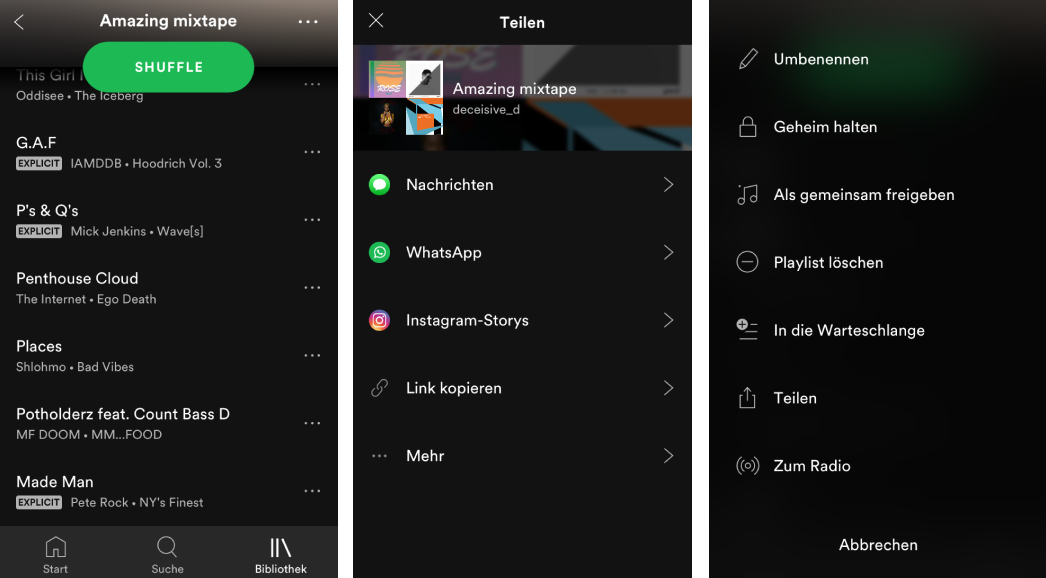 Amazing mixtape
SHUFFLE
This Girl
Oddisee • The Iceberg
G.A.F
EXPLICIT IAMDDB • Hoodrich Vol. 3
P's & Q's
EXPLICIT Mick Jenkins • Wave[s]
Penthouse Cloud
The Internet • Ego Death
Places
Shlohmo • Bad Vibes
Potholderz feat. Count Bass D
MF DOOM • MM...FOOD
Made Man
EXPLICIT Pete Rock • NY's Finest
Start
Suche
Bibliothek
Teilen
ROSE
Amazing mixtape
deceisive_d
Nachrichten
WhatsApp
Instagram-Storys
Link kopieren
Mehr
Umbenennen
Geheim halten
Als gemeinsam freigeben
Playlist löschen
In die Warteschlange
Teilen
Zum Radio
Abbrechen